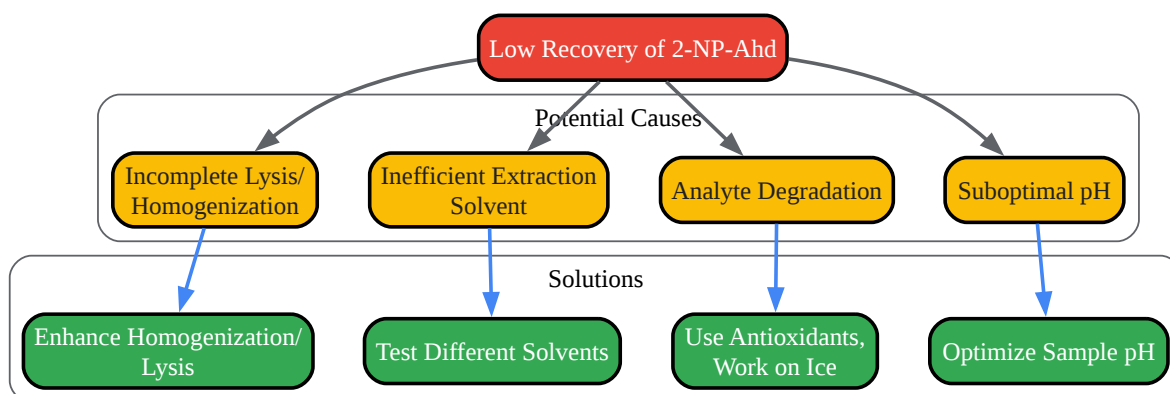 Low Recovery of 2-NP-Ahd
Potential Causes
Incomplete Lysis/
Homogenization
Inefficient Extraction
Solvent
Analyte Degradation
Suboptimal pH
Solutions
Enhance Homogenization/
Lysis
Test Different Solvents
Use Antioxidants,
Work on Ice
Optimize Sample pH